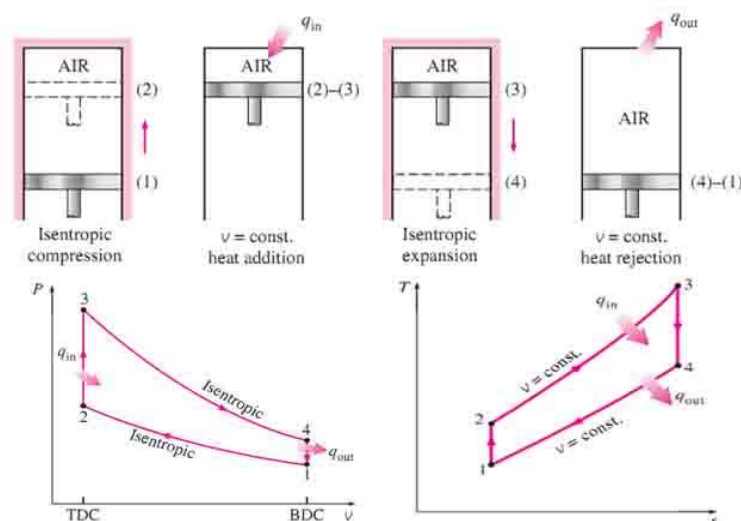 q_in
q_out
AIR
(2)
(1)
Isentropic
compression
AIR
(2)–(3)
v = const.
heat addition
AIR
(3)
(4)
Isentropic
expansion
AIR
(4)–(1)
v = const.
heat rejection
P
3
q_in
2
Isentropic
Isentropic
4
q_out
1
TDC
BDC
v
T
3
q_in
v = const.
4
q_out
2
v = const.
1